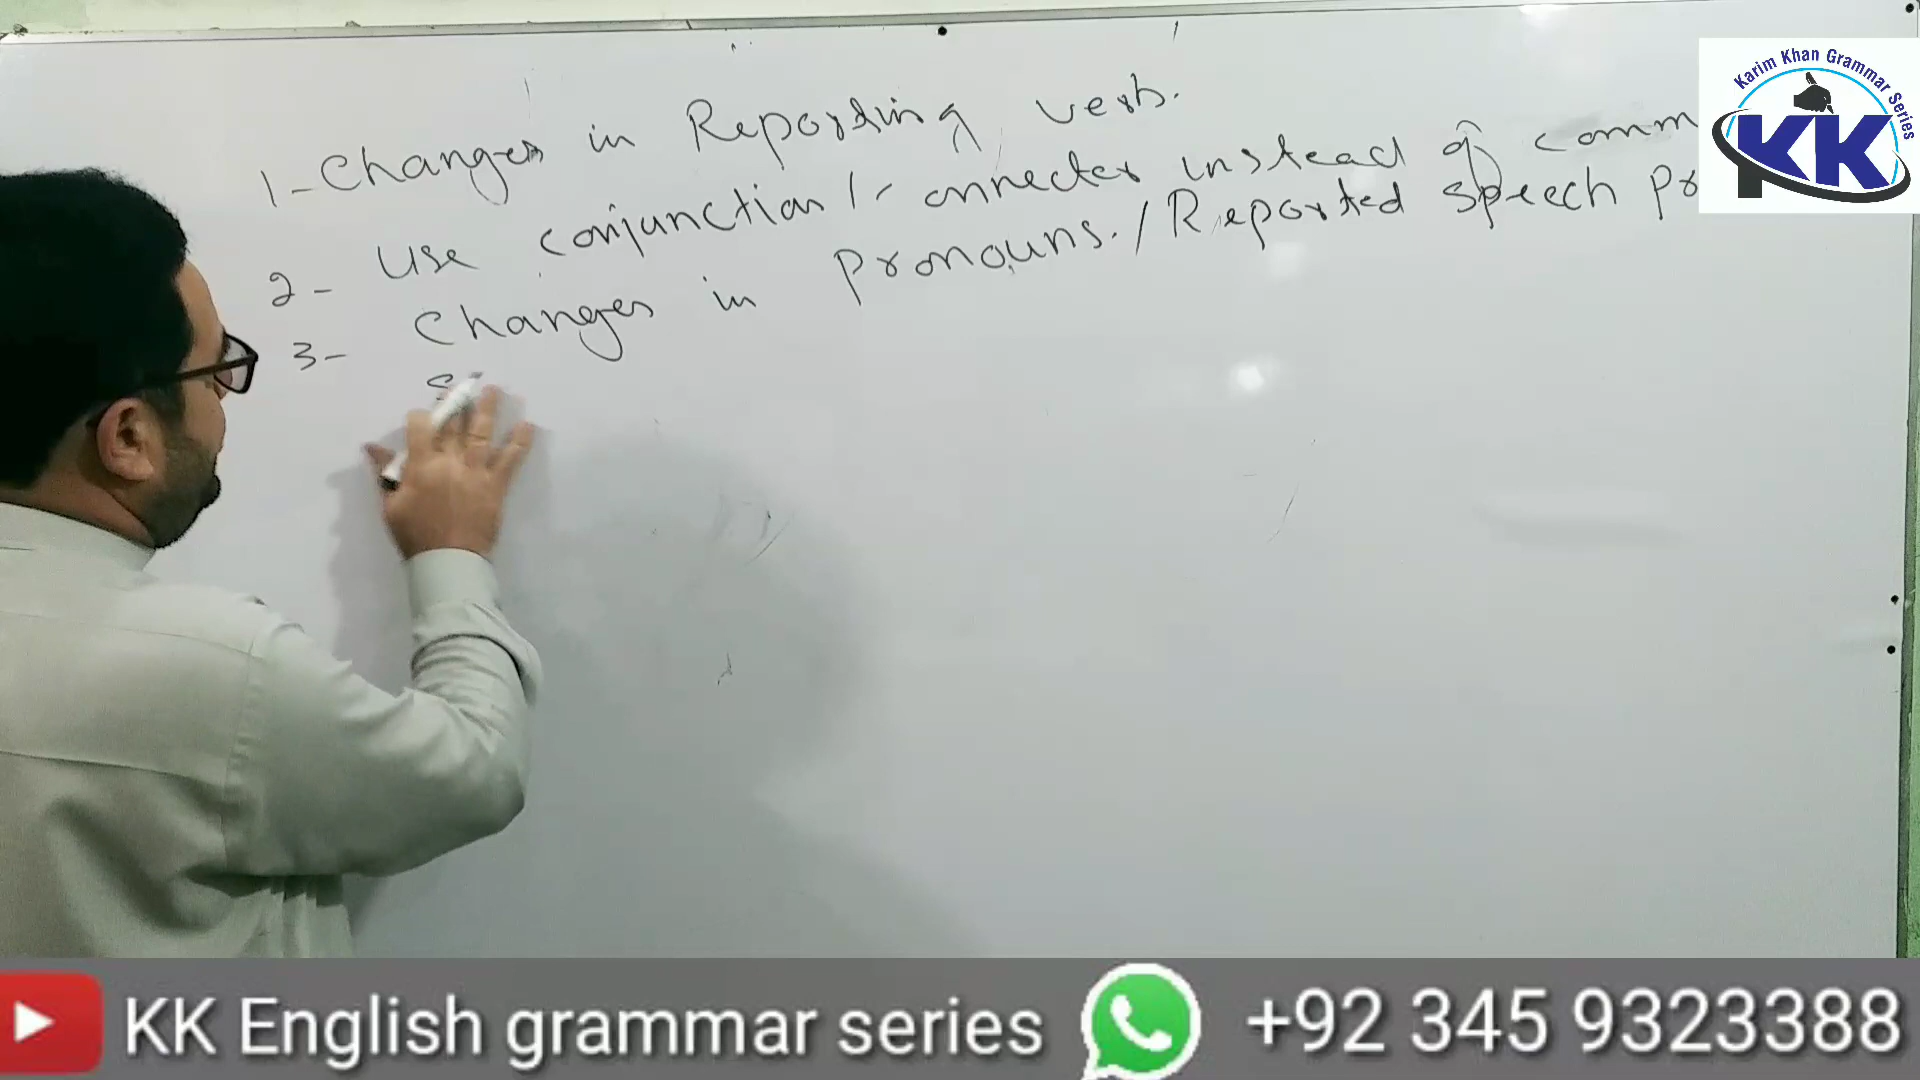 1- Changes in Reporting verb.
2- Use conjunction / connecter instead of comm
3- Changes in pronouns. / Reported speech pr
S
Karim Khan Grammar Series
KK
KK English grammar series +92 345 9323388